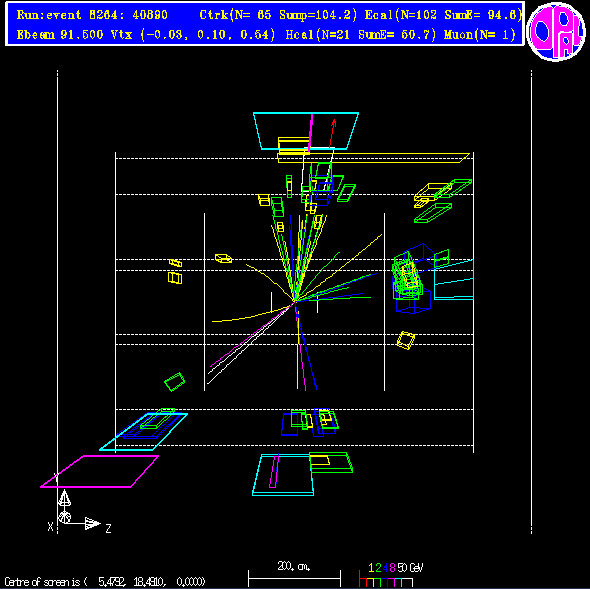 Run:event 8264: 40890 Ctrk(N= 65 Sump=104.2) Ecal(N=102 SumE= 94.6)
Ebeam 91.500 Vtx (-0.03, 0.10, 0.54) Hcal(N=21 SumE= 60.7) Muon(N= 1)
OPAL
Y
X Z
200. cm.
1 2 4 8 50 GeV
Centre of screen is ( 5.4792, 18.4910, 0.0000)